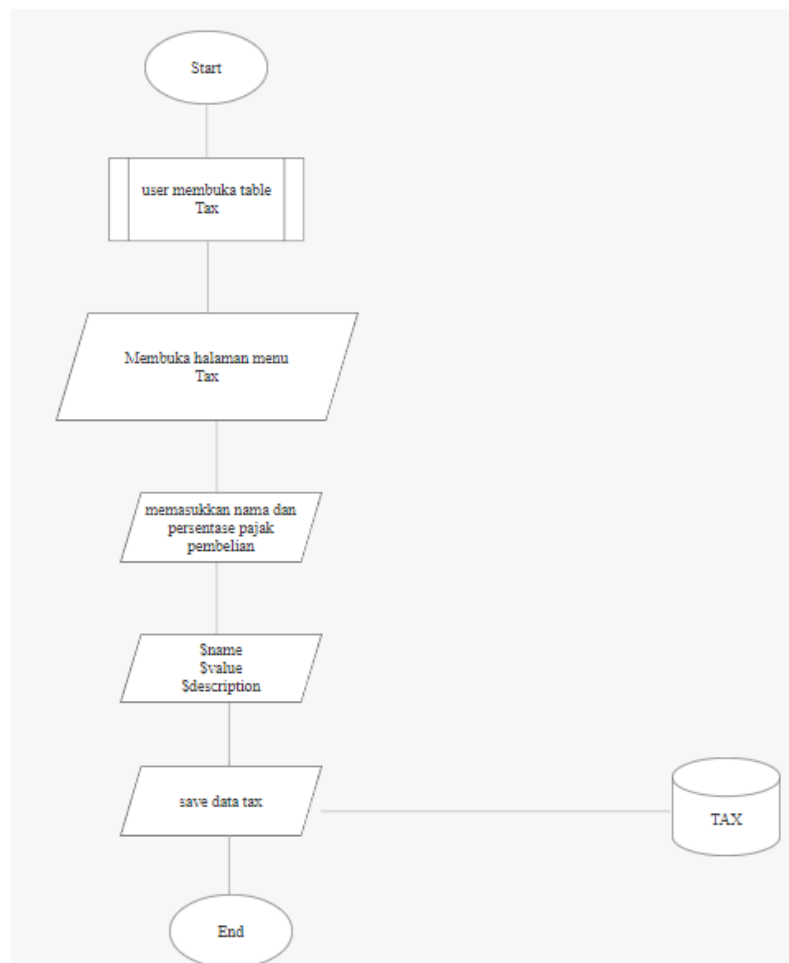 Start
user membuka table
Tax
Membuka halaman menu
Tax
memasukkan nama dan
persentase pajak
pembelian
$name
$value
$description
save data tax
TAX
End